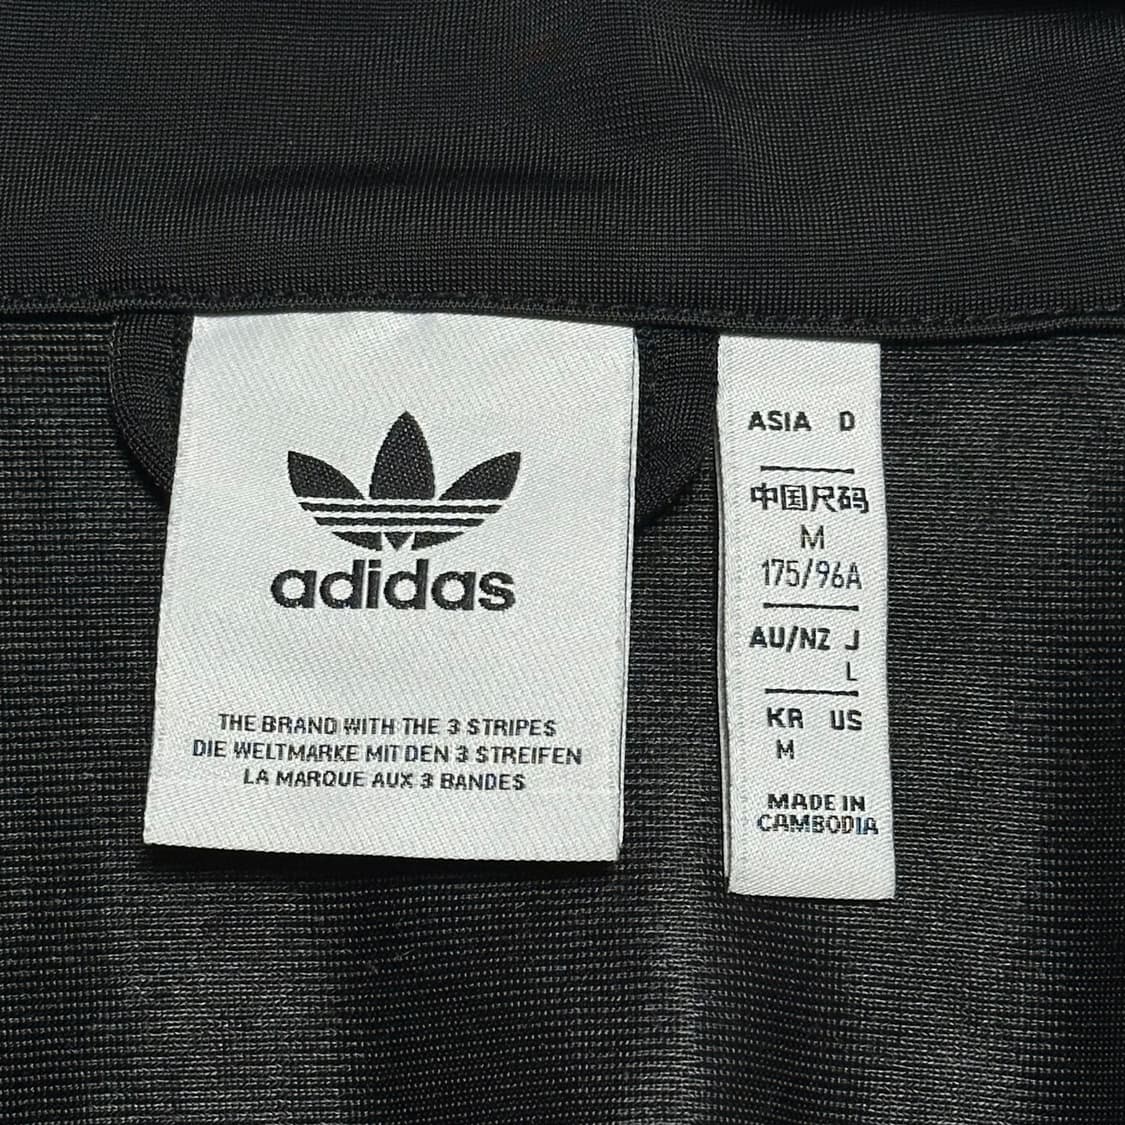 adidas
THE BRAND WITH THE 3 STRIPES
DIE WELTMARKE MIT DEN 3 STREIFEN
LA MARQUE AUX 3 BANDES
ASIA D
中国尺码
M
175/96A
AU/NZ J
L
KR US
M
MADE IN
CAMBODIA